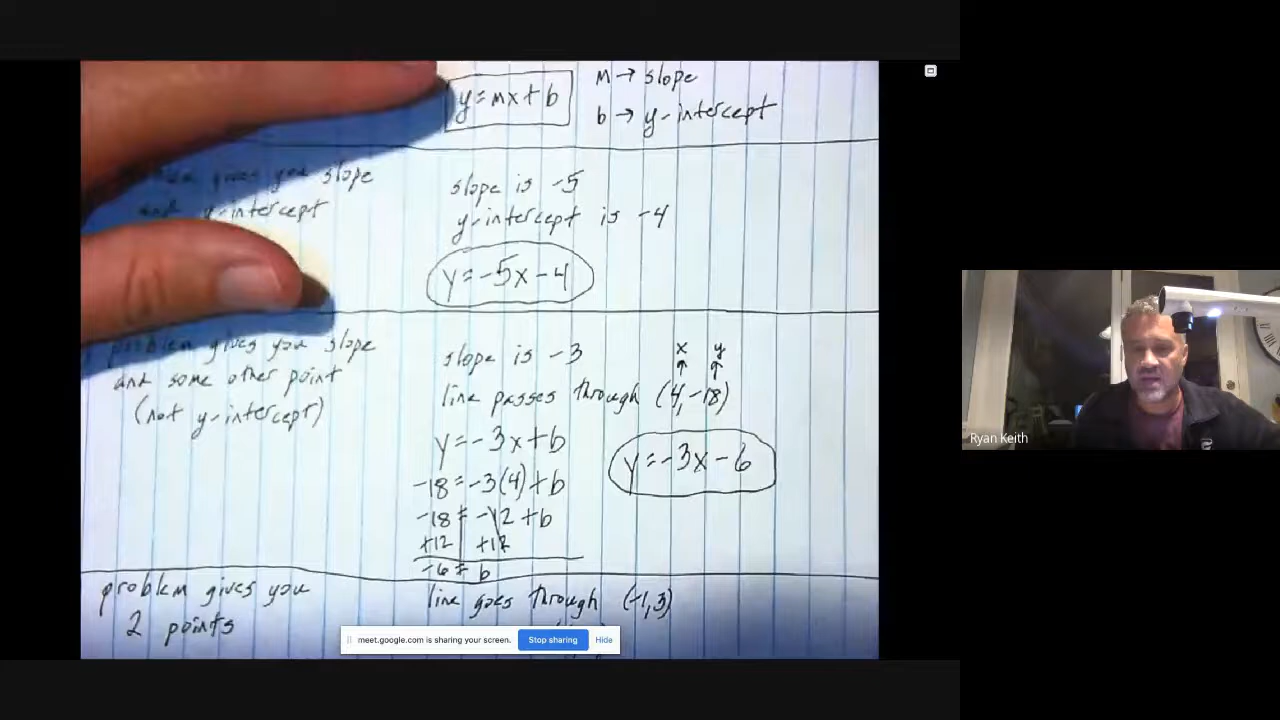 y=mx+b
m→ slope
b → y-intercept
gives you slope
and y-intercept
slope is -5
y-intercept is -4
y=-5x-4
problem gives you slope
and some other point
(not y-intercept)
slope is -3
x y
line passes through (4,-18)
y=-3x+b
-18=-3(4)+b
-18=-12+b
+12 +12
-6=b
y=-3x-6
problem gives you
2 points
line goes through (-1,3)
meet.google.com is sharing your screen. Stop sharing Hide
Ryan Keith